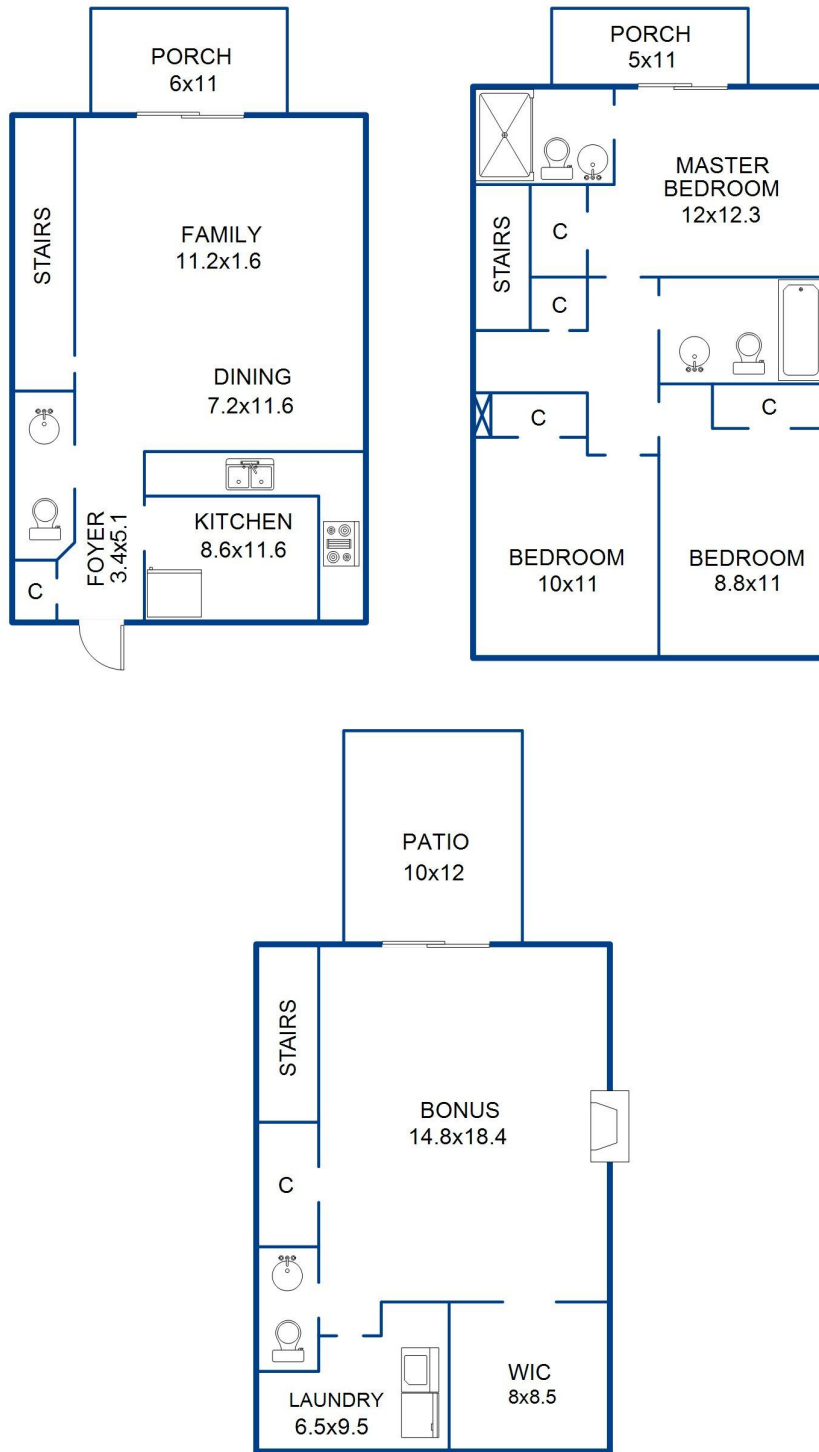 PORCH
6x11
STAIRS
FAMILY
11.2x1.6
DINING
7.2x11.6
KITCHEN
8.6x11.6
FOYER
3.4x5.1
C
PORCH
5x11
MASTER
BEDROOM
12x12.3
STAIRS
C
C
C
C
BEDROOM
10x11
BEDROOM
8.8x11
PATIO
10x12
STAIRS
BONUS
14.8x18.4
C
WIC
8x8.5
LAUNDRY
6.5x9.5